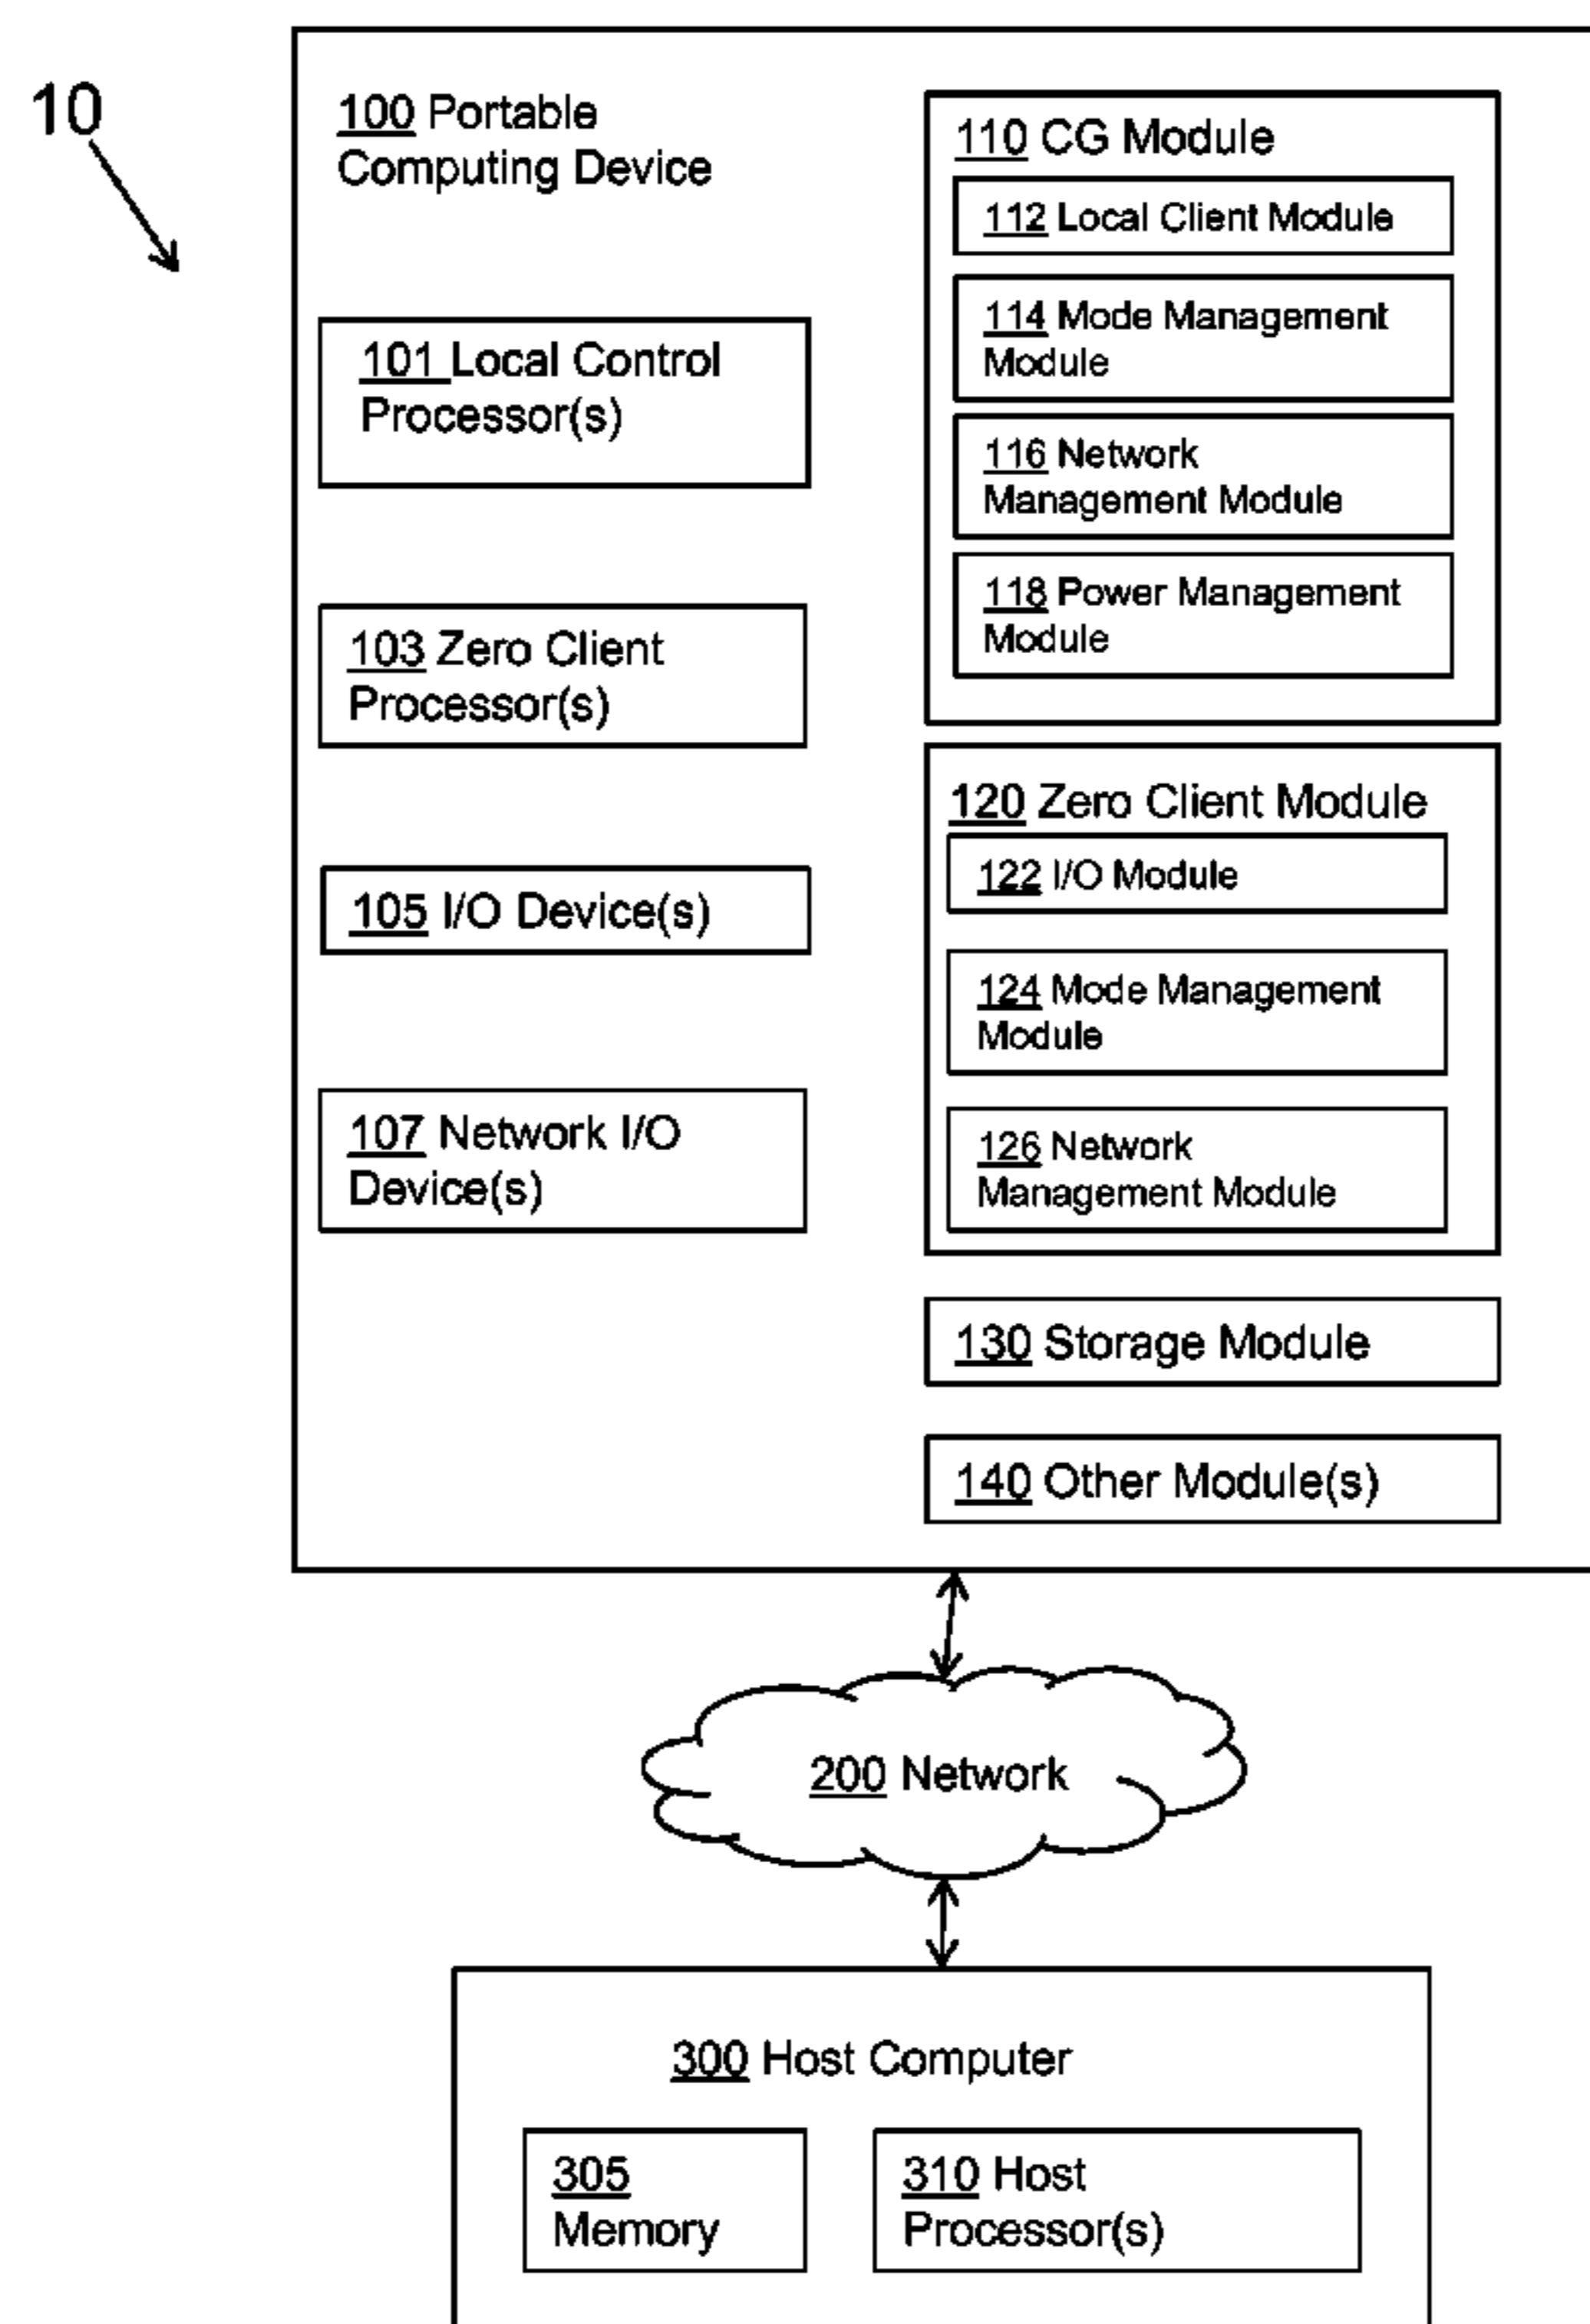 10
100 Portable
Computing Device
101 Local Control
Processor(s)
103 Zero Client
Processor(s)
105 I/O Device(s)
107 Network I/O
Device(s)
110 CG Module
112 Local Client Module
114 Mode Management
Module
116 Network
Management Module
118 Power Management
Module
120 Zero Client Module
122 I/O Module
124 Mode Management
Module
126 Network
Management Module
130 Storage Module
140 Other Module(s)
200 Network
300 Host Computer
305
Memory
310 Host
Processor(s)